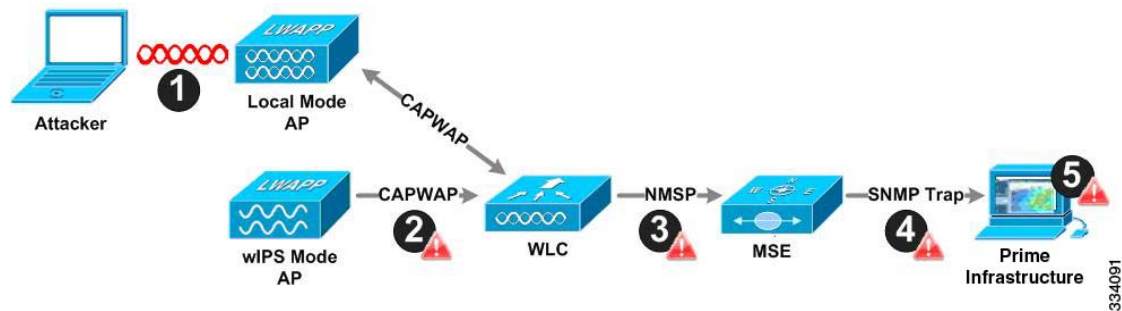 LWAPP
1
Attacker
Local Mode
AP
CAPWAP
LWAPP
CAPWAP
NMSP
SNMP Trap
5
2
3
4
wIPS Mode
AP
WLC
N
W
E
S
MSE
Prime
Infrastructure
334091